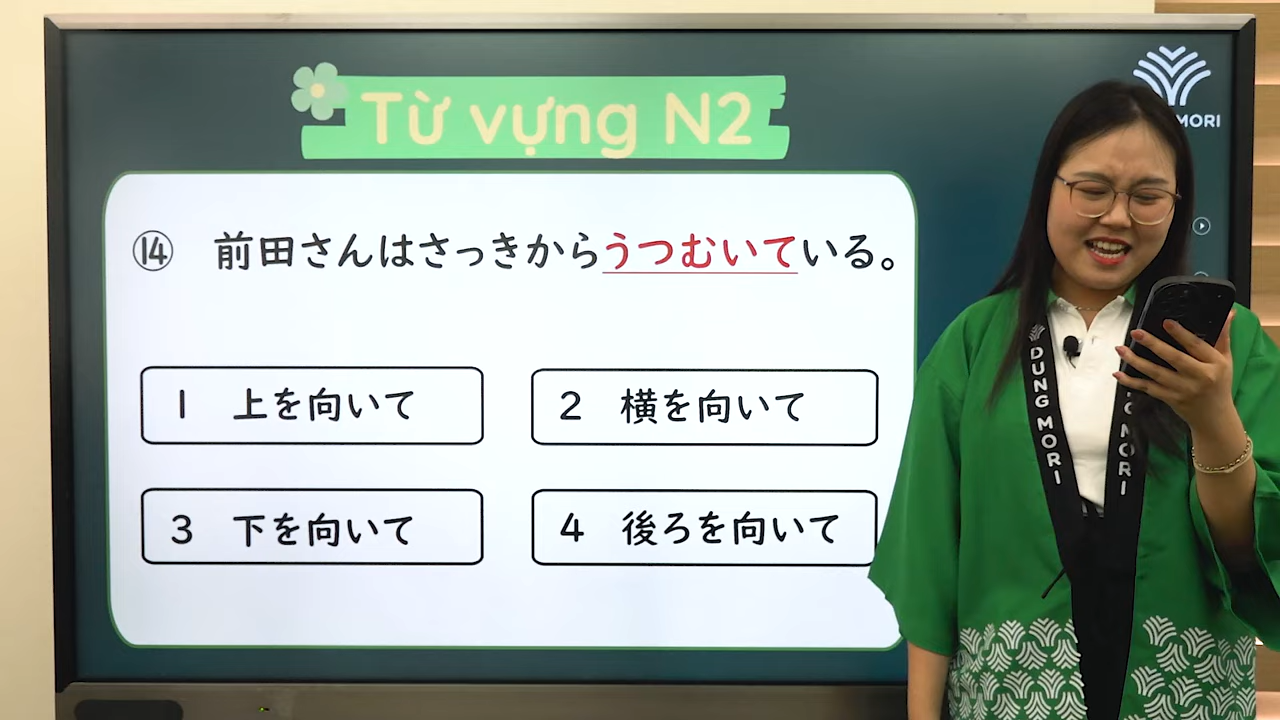 Từ vựng N2
MORI
⑭ 前田さんはさっきからうつむいている。
1 上を向いて
2 横を向いて
3 下を向いて
4 後ろを向いて
DUNG MORI
MORI